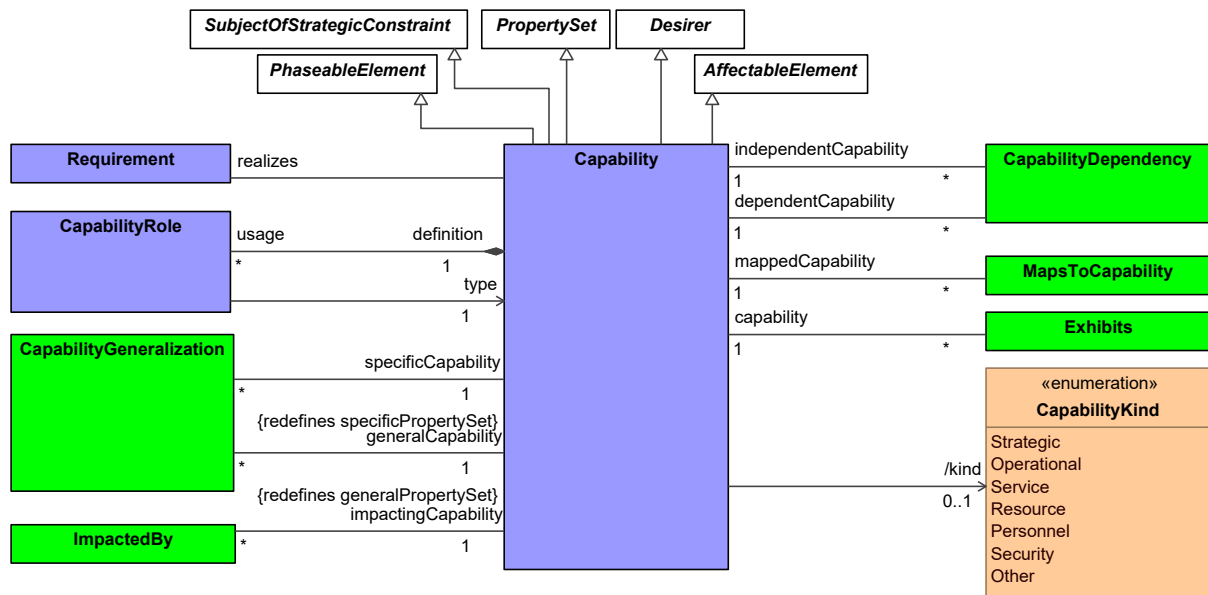 SubjectOfStrategicConstraint
PropertySet
Desirer
PhaseableElement
AffectableElement
Requirement
realizes
Capability
independentCapability
CapabilityDependency
1
*
dependentCapability
1
*
CapabilityRole
usage
definition
*
1
type
1
mappedCapability
MapsToCapability
1
*
capability
Exhibits
1
*
CapabilityGeneralization
specificCapability
*
1
{redefines specificPropertySet}
generalCapability
*
1
{redefines generalPropertySet}
impactingCapability
ImpactedBy
*
1
«enumeration»
CapabilityKind
/kind
0..1
Strategic
Operational
Service
Resource
Personnel
Security
Other